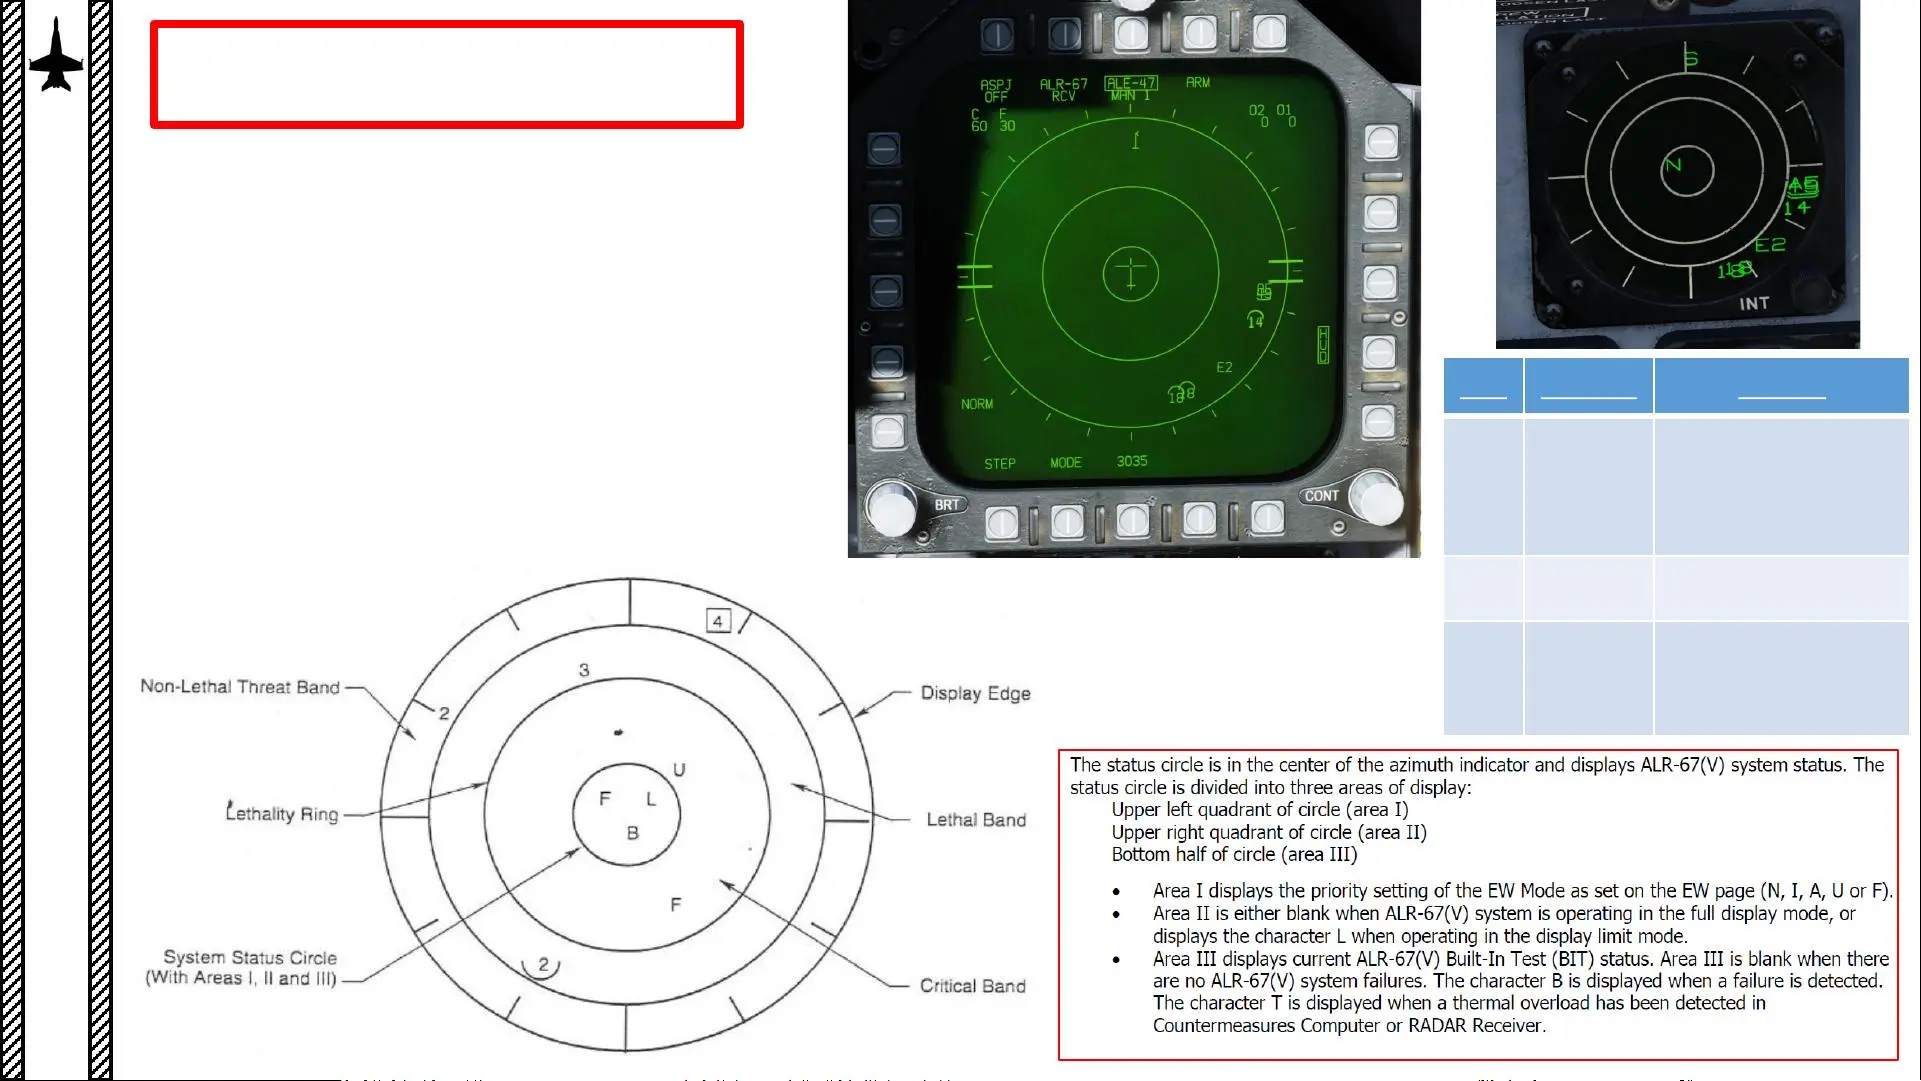 ASPJ ALR-67 ALE-47 ARM
OFF RCV MAN 1
C F 02 01
60 30 0 0
14
E2
18 18
HUD
NORM
STEP MODE 3035
BRT CONT
S
N
A5
14
E2
INT
4
3
Non-Lethal Threat Band
2
Display Edge
U
F L
B
Lethality Ring
Lethal Band
F
System Status Circle
(With Areas I, II and III)
2
Critical Band
The status circle is in the center of the azimuth indicator and displays ALR-67(V) system status. The
status circle is divided into three areas of display:
Upper left quadrant of circle (area I)
Upper right quadrant of circle (area II)
Bottom half of circle (area III)
• Area I displays the priority setting of the EW Mode as set on the EW page (N, I, A, U or F).
• Area II is either blank when ALR-67(V) system is operating in the full display mode, or
displays the character L when operating in the display limit mode.
• Area III displays current ALR-67(V) Built-In Test (BIT) status. Area III is blank when there
are no ALR-67(V) system failures. The character B is displayed when a failure is detected.
The character T is displayed when a thermal overload has been detected in
Countermeasures Computer or RADAR Receiver.